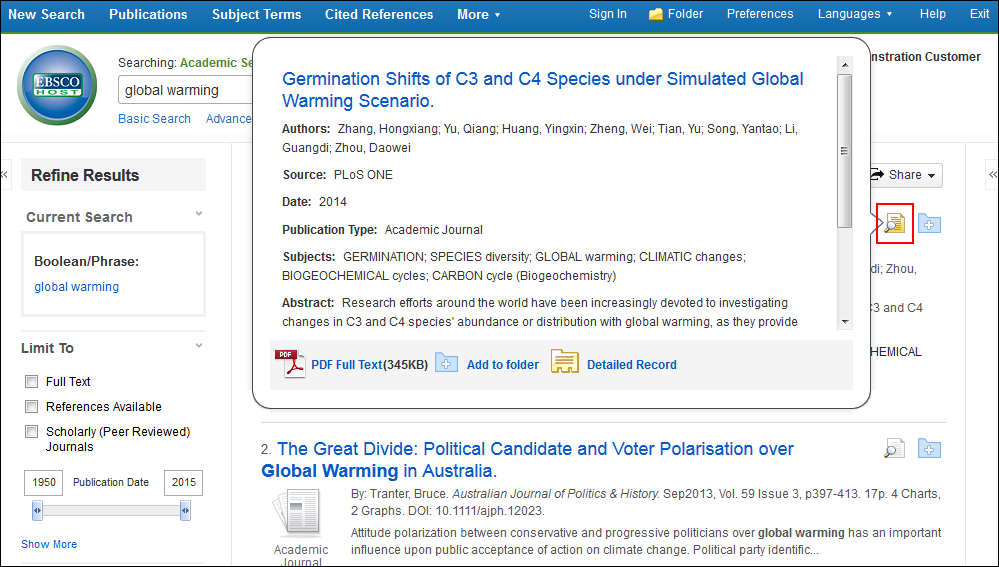 New Search Publications Subject Terms Cited References More Sign In Folder Preferences Languages Help Exit
EBSCO
HOST
Searching: Academic Se
nstration Customer
global warming
Basic Search Advance
Germination Shifts of C3 and C4 Species under Simulated Global
Warming Scenario.
Authors: Zhang, Hongxiang; Yu, Qiang; Huang, Yingxin; Zheng, Wei; Tian, Yu; Song, Yantao; Li,
Guangdi; Zhou, Daowei
Source: PLoS ONE
Date: 2014
Publication Type: Academic Journal
Subjects: GERMINATION; SPECIES diversity; GLOBAL warming; CLIMATIC changes;
BIOGEOCHEMICAL cycles; CARBON cycle (Biogeochemistry)
Abstract: Research efforts around the world have been increasingly devoted to investigating
changes in C3 and C4 species' abundance or distribution with global warming, as they provide
PDF
PDF Full Text(345KB) Add to folder Detailed Record
Share
di; Zhou,
C3 and C4
HEMICAL
Refine Results
Current Search
Boolean/Phrase:
global warming
Limit To
Full Text
References Available
Scholarly (Peer Reviewed)
Journals
1950 Publication Date 2015
Show More
2. The Great Divide: Political Candidate and Voter Polarisation over
Global Warming in Australia.
Academic
Journal
By: Tranter, Bruce. Australian Journal of Politics & History. Sep2013, Vol. 59 Issue 3, p397-413. 17p. 4 Charts,
2 Graphs. DOI: 10.1111/ajph.12023.
Attitude polarization between conservative and progressive politicians over global warming has an important
influence upon public acceptance of action on climate change. Political party identific...